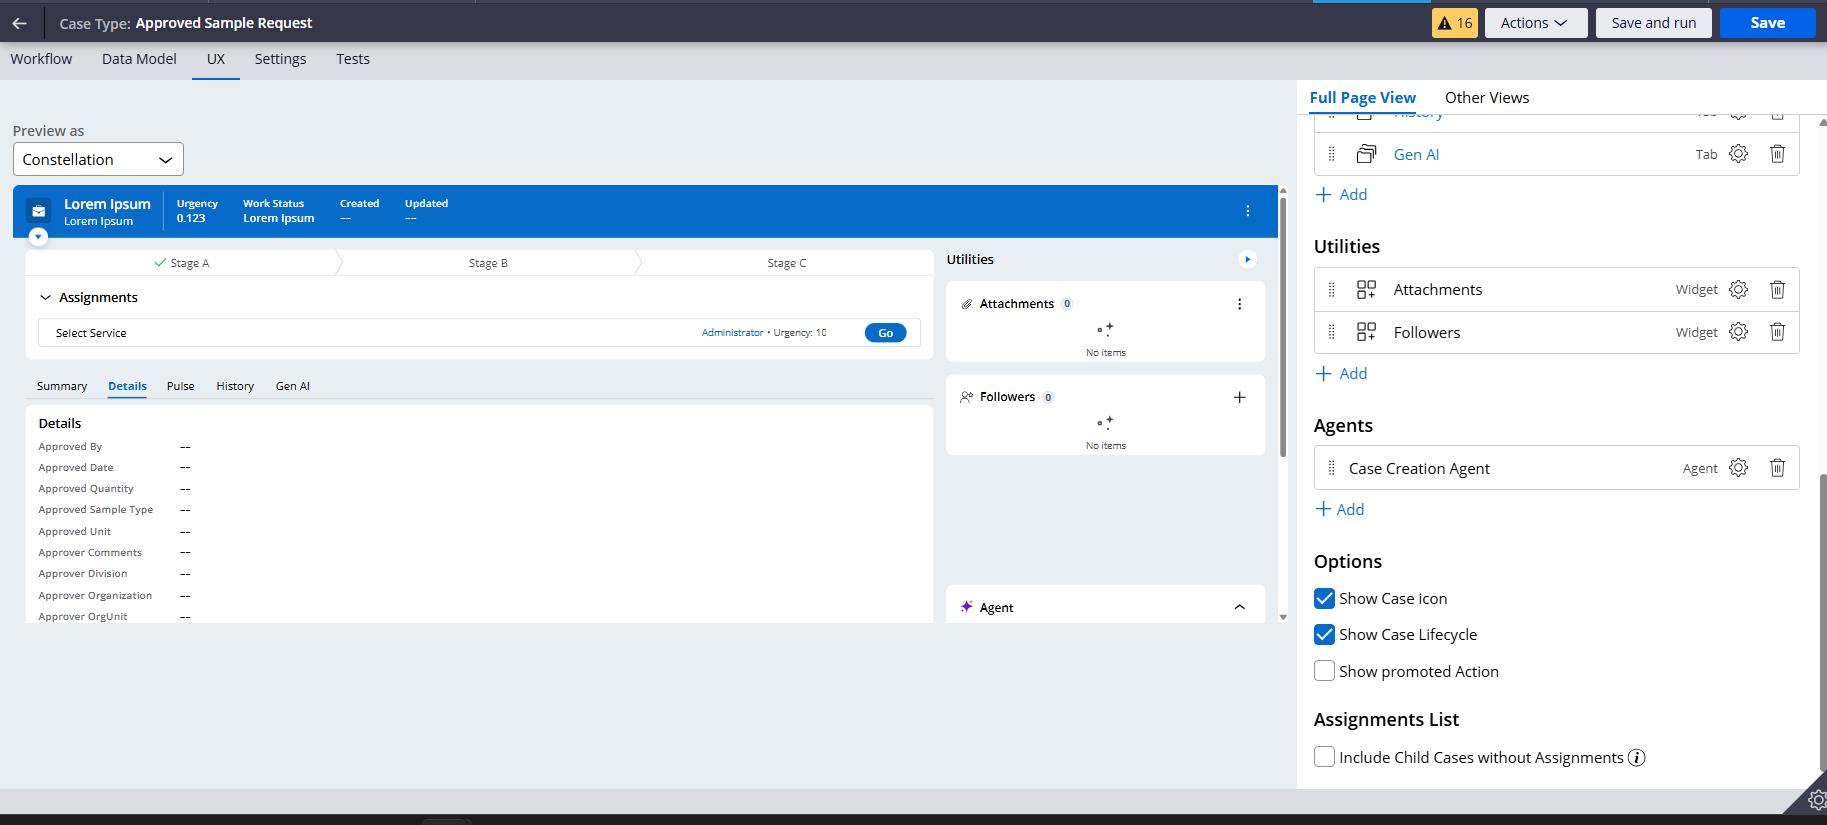 Case Type: Approved Sample Request
16
Actions
Save and run
Save
Workflow
Data Model
UX
Settings
Tests
Preview as
Constellation
Lorem Ipsum
Lorem Ipsum
Urgency
0.123
Work Status
Lorem Ipsum
Created
--
Updated
--
Stage A
Stage B
Stage C
Assignments
Select Service
Administrator • Urgency: 10
Go
Summary
Details
Pulse
History
Gen AI
Details
Approved By --
Approved Date --
Approved Quantity --
Approved Sample Type --
Approved Unit --
Approver Comments --
Approver Division --
Approver Organization --
Approver OrgUnit --
Utilities
Attachments 0
No items
Followers 0
No items
Agent
Full Page View
Other Views
History Tab
Gen AI Tab
Add
Utilities
Attachments Widget
Followers Widget
Add
Agents
Case Creation Agent Agent
Add
Options
Show Case icon
Show Case Lifecycle
Show promoted Action
Assignments List
Include Child Cases without Assignments